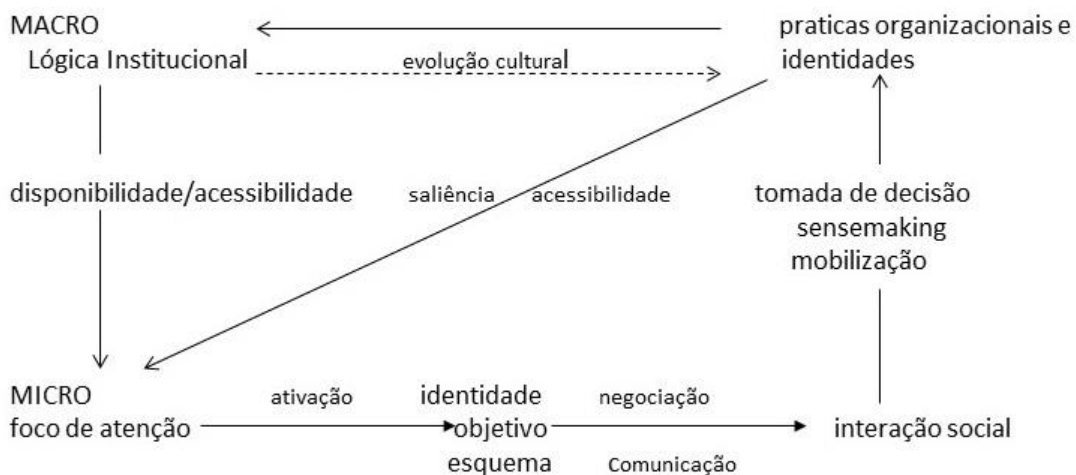 MACRO
Lógica Institucional
evolução cultural
praticas organizacionais e
identidades
disponibilidade/acessibilidade
saliência
acessibilidade
tomada de decisão
sensemaking
mobilização
MICRO
foco de atenção
ativação
identidade
objetivo
esquema
negociação
Comunicação
interação social